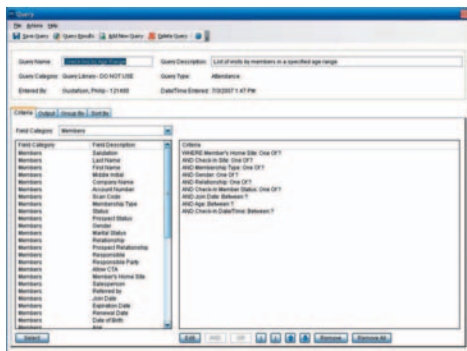 Query
File Actions Help
Save Query Query Results Add New Query Delete Query
Query Name: Check-Ins by Age Range Query Description: List of visits by members in a specified age range
Query Category: Query Library - DO NOT USE Query Type: Attendance
Entered By: Gustafson, Philip - 121480 Date/Time Entered: 7/3/2007 1:47 PM
Criteria Output Group By Sort By
Field Category: Members
Field Category Field Description Criteria
Members Salutation WHERE Member's Home Site: One Of ?
Members Last Name AND Check-in Site: One Of ?
Members First Name AND Membership Type: One Of ?
Members Middle Initial AND Gender: One Of ?
Members Company Name AND Relationship: One Of ?
Members Account Number AND Check-in Member Status: One Of ?
Members Scan Code AND Join Date: Between ?
Members Membership Type AND Age: Between ?
Members Status AND Check-in Date/Time: Between ?
Members Prospect Status
Members Gender
Members Marital Status
Members Relationship
Members Prospect Relationship
Members Responsible
Members Responsible Party
Members Allow CTA
Members Member's Home Site
Members Salesperson
Members Referred by
Members Join Date
Members Expiration Date
Members Renewal Date
Members Date of Birth
Members Age
Select Edit AND OR ( ) Remove Remove All